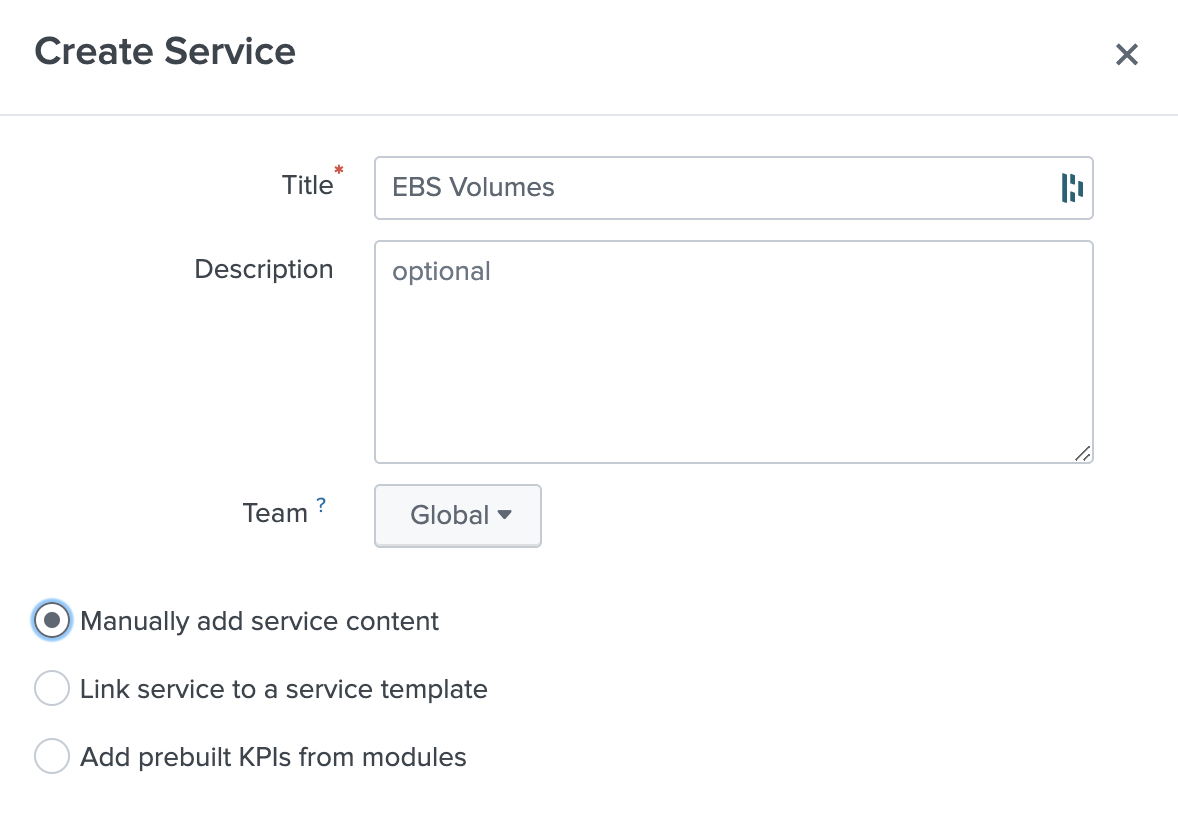 Create Service
Title*
EBS Volumes
Description
optional
Team ?
Global
Manually add service content
Link service to a service template
Add prebuilt KPIs from modules